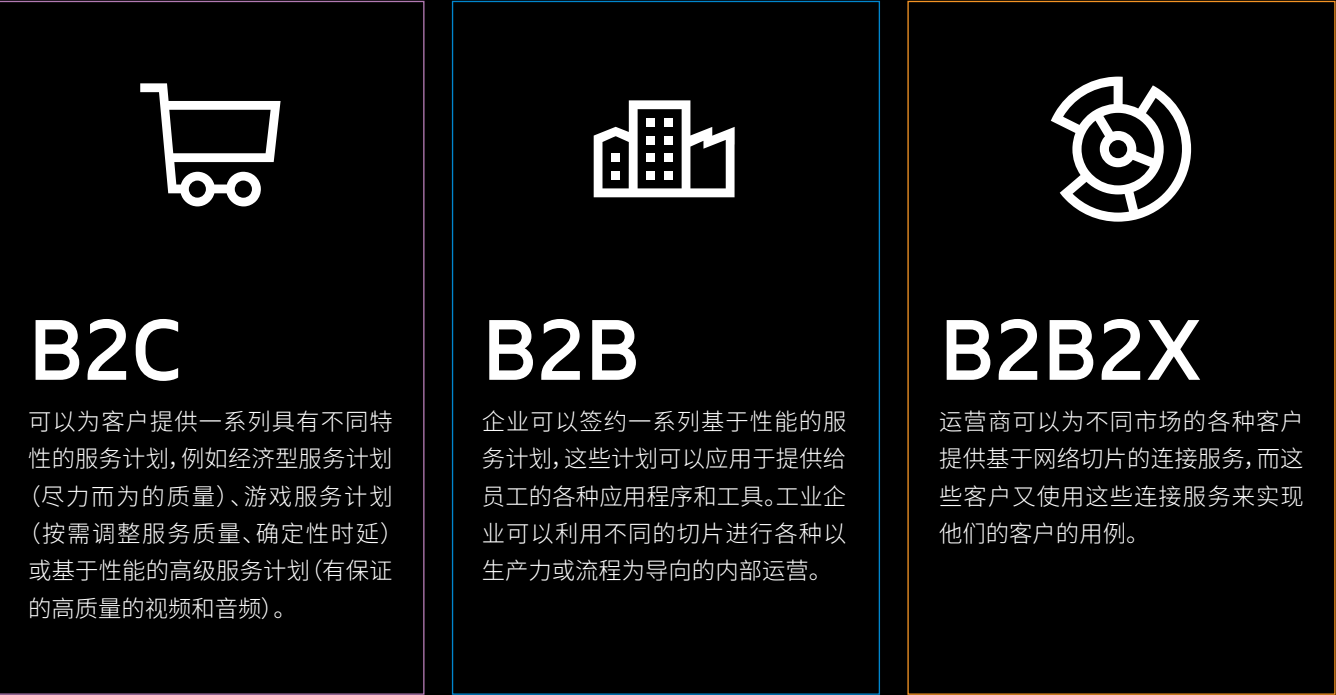 B2C
可以为客户提供一系列具有不同特
性的服务计划，例如经济型服务计划
（尽力而为的质量）、游戏服务计划
（按需调整服务质量、确定性时延）
或基于性能的高级服务计划（有保证
的高质量的视频和音频）。
B2B
企业可以签约一系列基于性能的服
务计划，这些计划可以应用于提供给
员工的各种应用程序和工具。工业企
业可以利用不同的切片进行各种以
生产力或流程为导向的内部运营。
B2B2X
运营商可以为不同市场的各种客户
提供基于网络切片的连接服务，而这
些客户又使用这些连接服务来实现
他们的客户的用例。